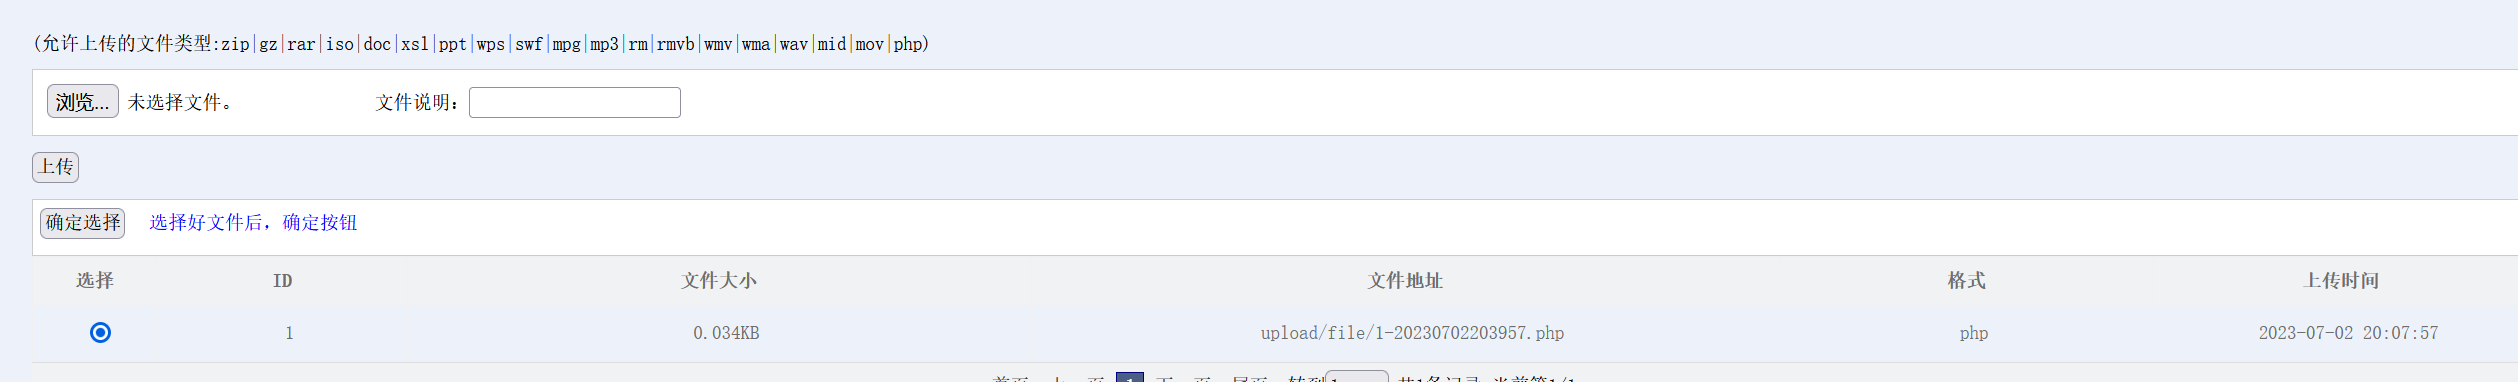 (允许上传的文件类型:zip|gz|rar|iso|doc|xsl|ppt|wps|swf|mpg|mp3|rm|rmvb|wmv|wma|wav|mid|mov|php)
浏览... 未选择文件。 文件说明:
上传
确定选择 选择好文件后，确定按钮
选择 ID 文件大小 文件地址 格式 上传时间
1 0.034KB upload/file/1-20230702203957.php php 2023-07-02 20:07:57